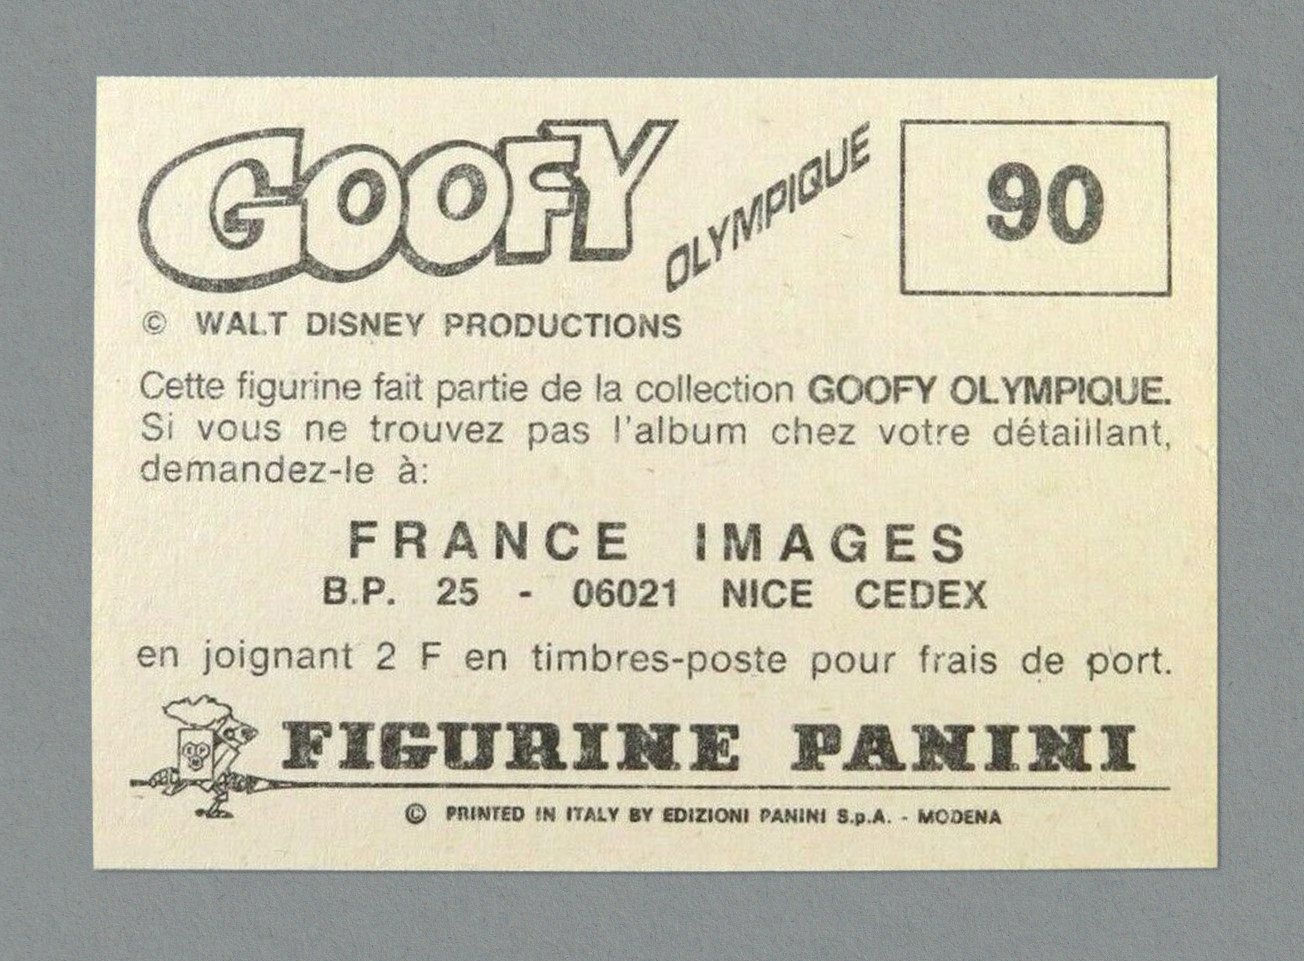 GOOFY OLYMPIQUE
90
© WALT DISNEY PRODUCTIONS
Cette figurine fait partie de la collection GOOFY OLYMPIQUE.
Si vous ne trouvez pas l'album chez votre détaillant,
demandez-le à:
FRANCE IMAGES
B.P. 25 - 06021 NICE CEDEX
en joignant 2 F en timbres-poste pour frais de port.
FIGURINE PANINI
© PRINTED IN ITALY BY EDIZIONI PANINI S.p.A. - MODENA